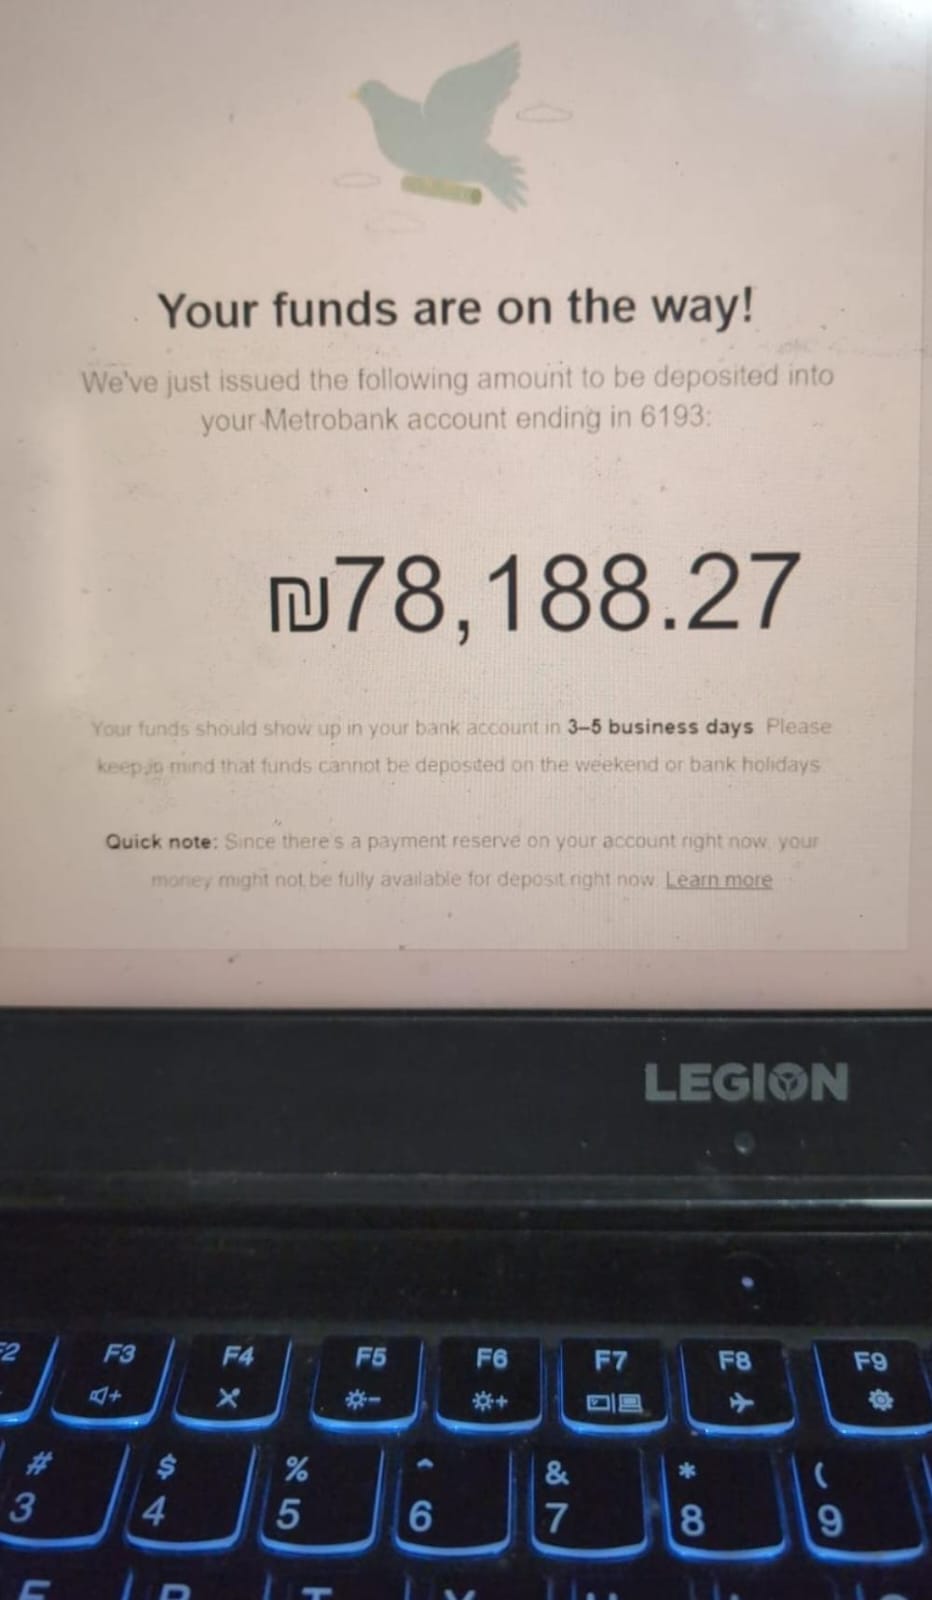 Your funds are on the way!
We've just issued the following amount to be deposited into
your Metrobank account ending in 6193:
₪78,188.27
Your funds should show up in your bank account in 3–5 business days. Please
keep in mind that funds cannot be deposited on the weekend or bank holidays.
Quick note: Since there's a payment reserve on your account right now, your
money might not be fully available for deposit right now. Learn more
LEGION
F3 F4 F5 F6 F7 F8 F9
# $ % ^ & * (
3 4 5 6 7 8 9